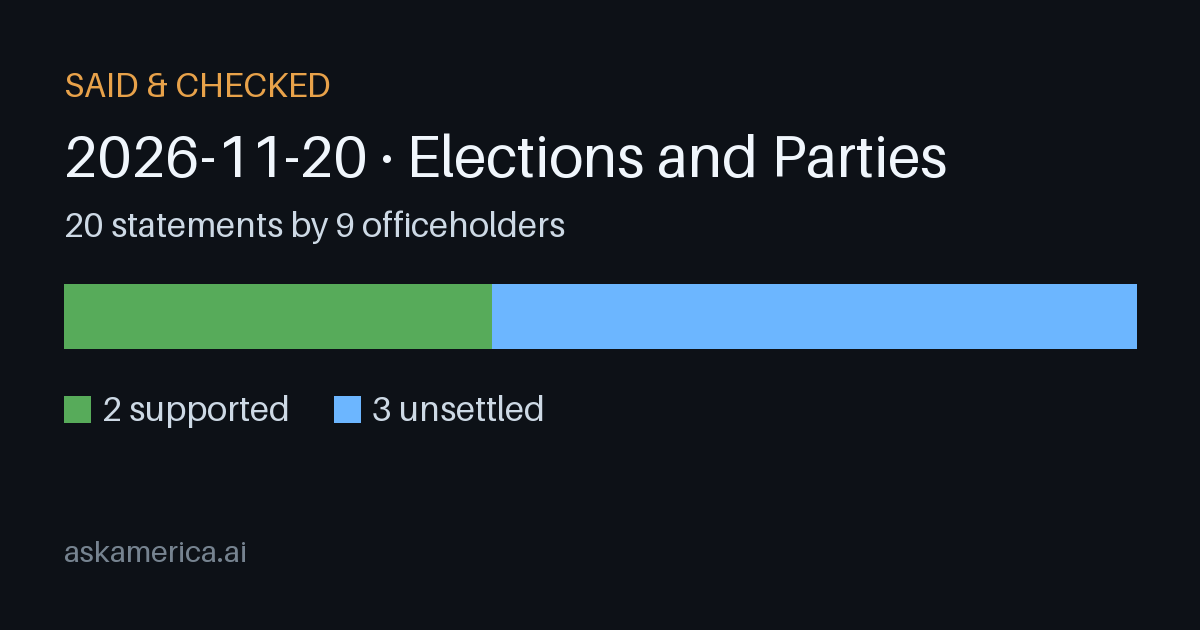 SAID & CHECKED
2026-11-20 · Elections and Parties
20 statements by 9 officeholders
2 supported
3 unsettled
askamerica.ai